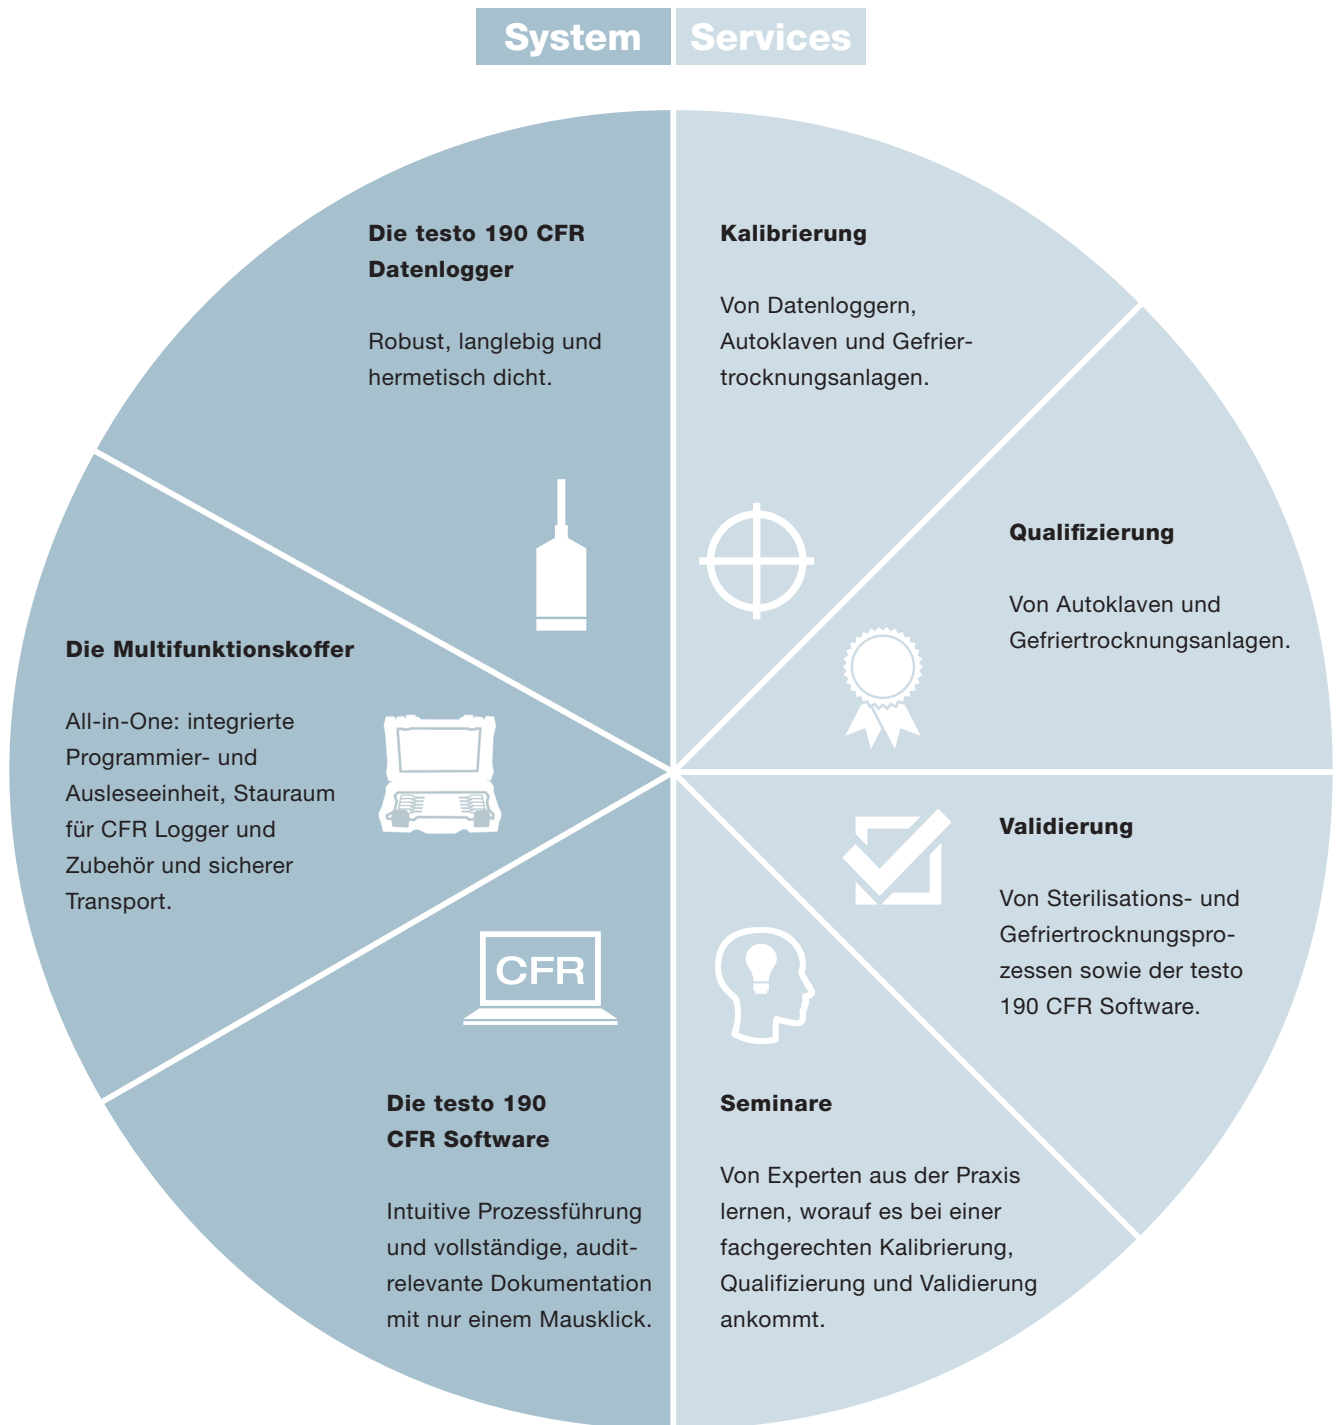 System Services
Die testo 190 CFR
Datenlogger
Robust, langlebig und
hermetisch dicht.
Die Multifunktionskoffer
All-in-One: integrierte
Programmier- und
Ausleseeinheit, Stauraum
für CFR Logger und
Zubehör und sicherer
Transport.
CFR
Die testo 190
CFR Software
Intuitive Prozessführung
und vollständige, audit-
relevante Dokumentation
mit nur einem Mausklick.
Kalibrierung
Von Datenloggern,
Autoklaven und Gefrier-
trocknungsanlagen.
Qualifizierung
Von Autoklaven und
Gefriertrocknungsanlagen.
Validierung
Von Sterilisations- und
Gefriertrocknungspro-
zessen sowie der testo
190 CFR Software.
Seminare
Von Experten aus der Praxis
lernen, worauf es bei einer
fachgerechten Kalibrierung,
Qualifizierung und Validierung
ankommt.